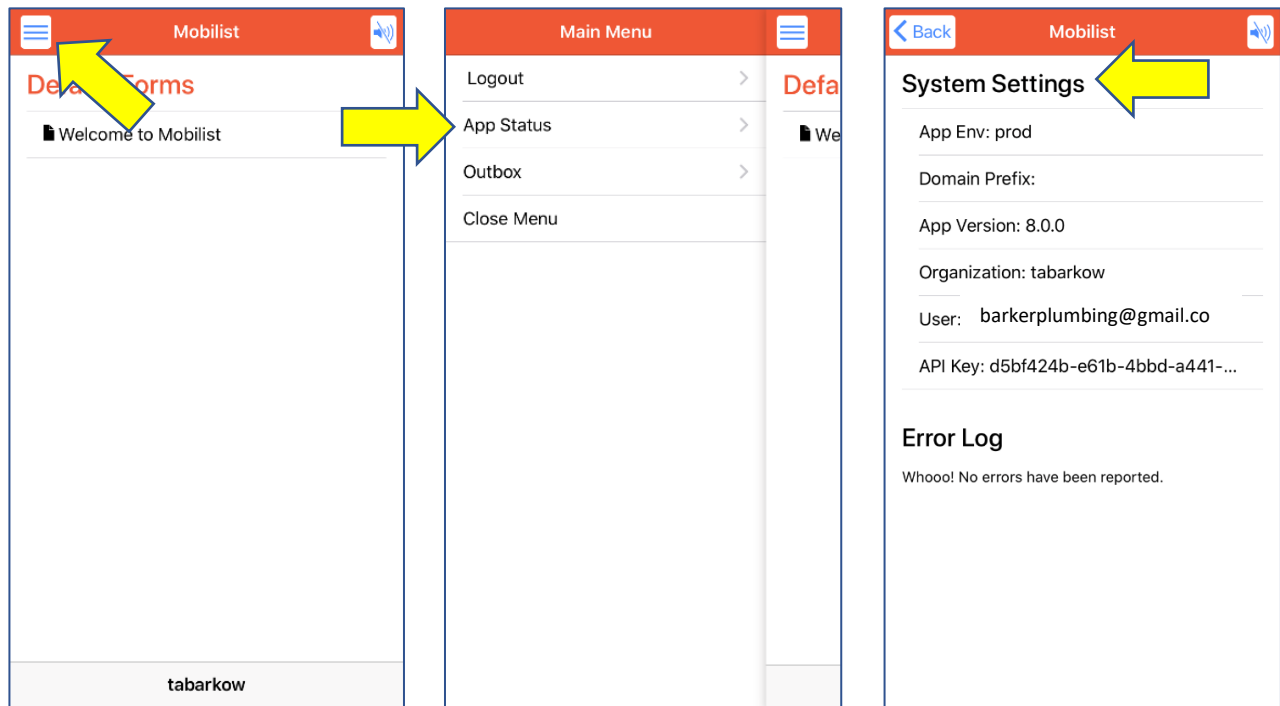 Mobilist
Forms
Welcome to Mobilist
tabarkow
Main Menu
Logout
App Status
Outbox
Close Menu
Defa
We
Back
Mobilist
System Settings
App Env: prod
Domain Prefix:
App Version: 8.0.0
Organization: tabarkow
User: barkerplumbing@gmail.co
API Key: d5bf424b-e61b-4bbd-a441-...
Error Log
Whooo! No errors have been reported.